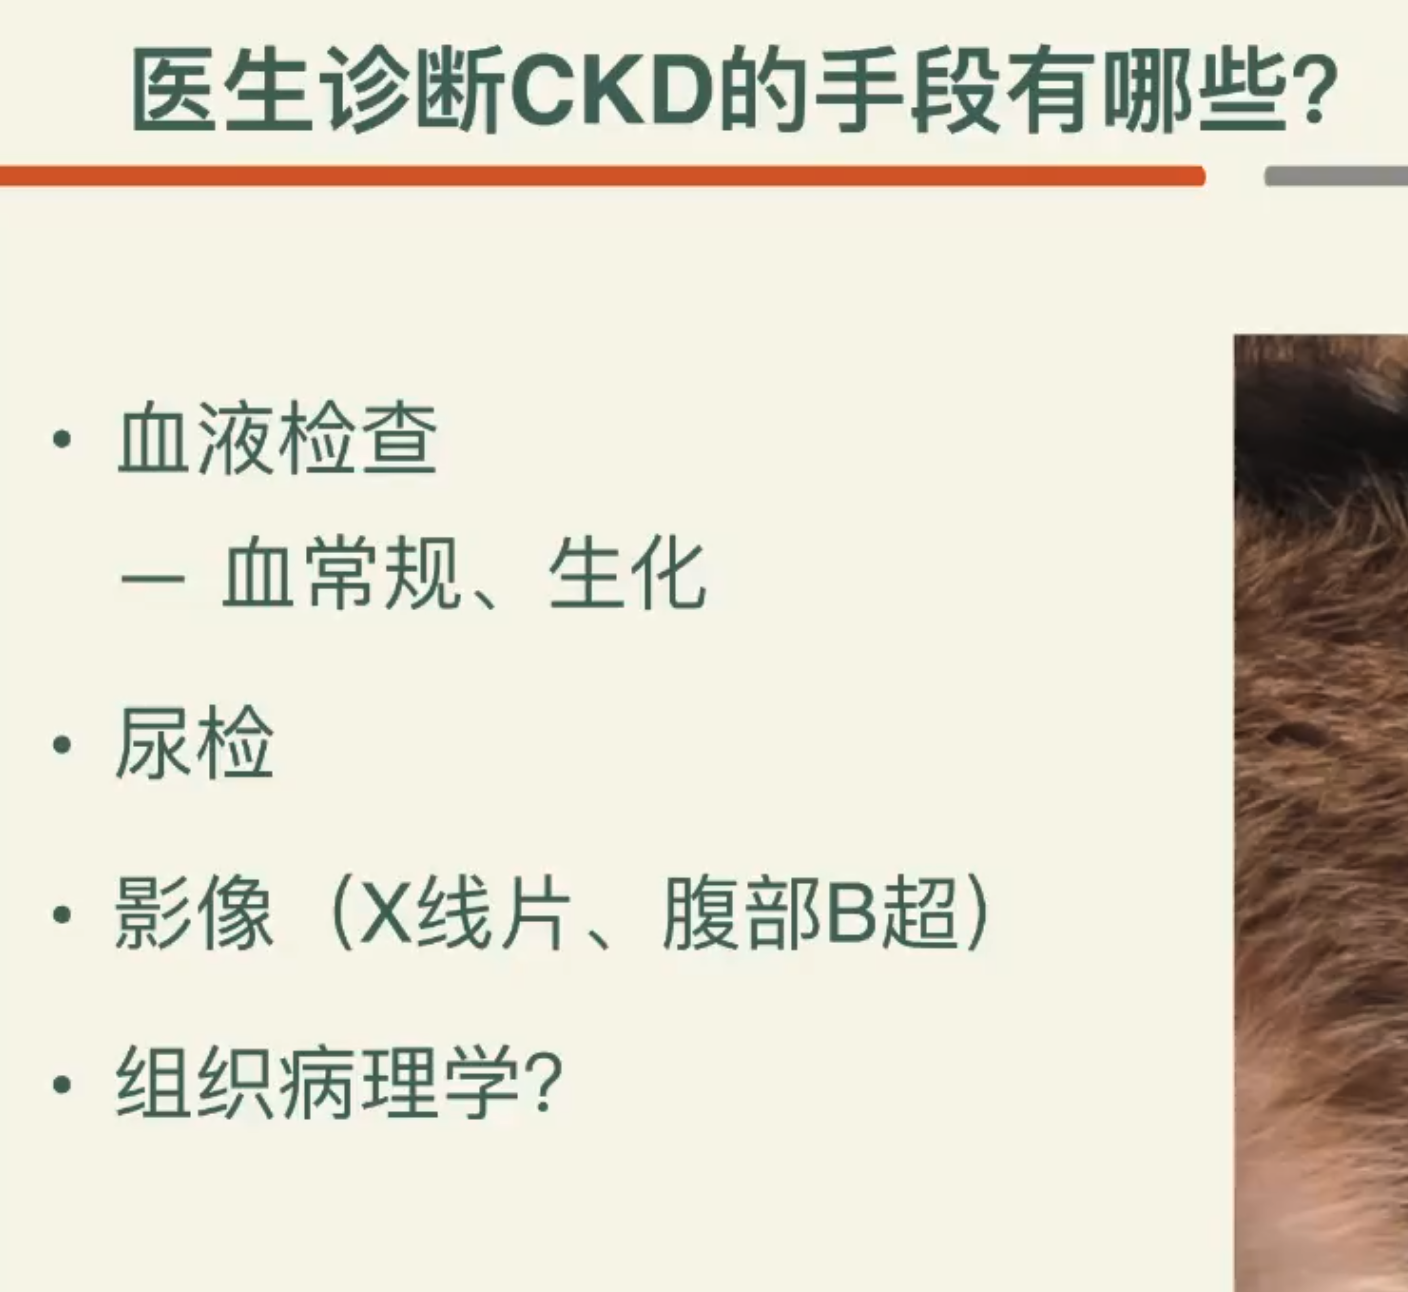 医生诊断CKD的手段有哪些?
• 血液检查
— 血常规、生化
• 尿检
• 影像（X线片、腹部B超）
• 组织病理学?